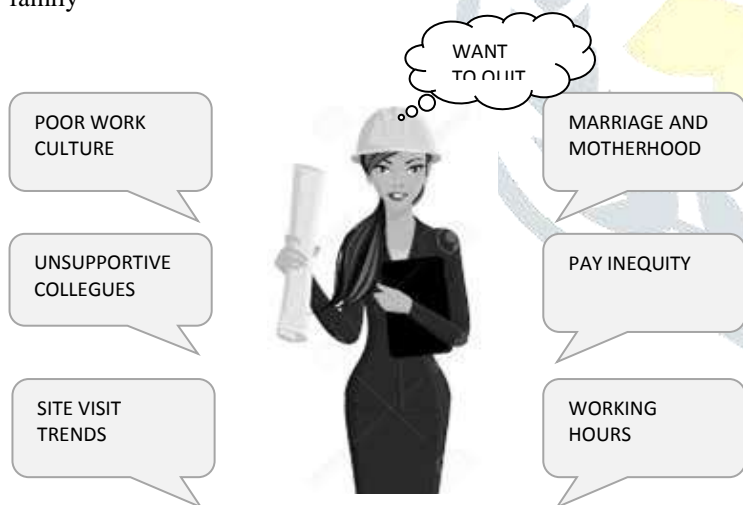 family
WANT
TO QUIT
POOR WORK
CULTURE
MARRIAGE AND
MOTHERHOOD
UNSUPPORTIVE
COLLEGUES
PAY INEQUITY
SITE VISIT
TRENDS
WORKING
HOURS